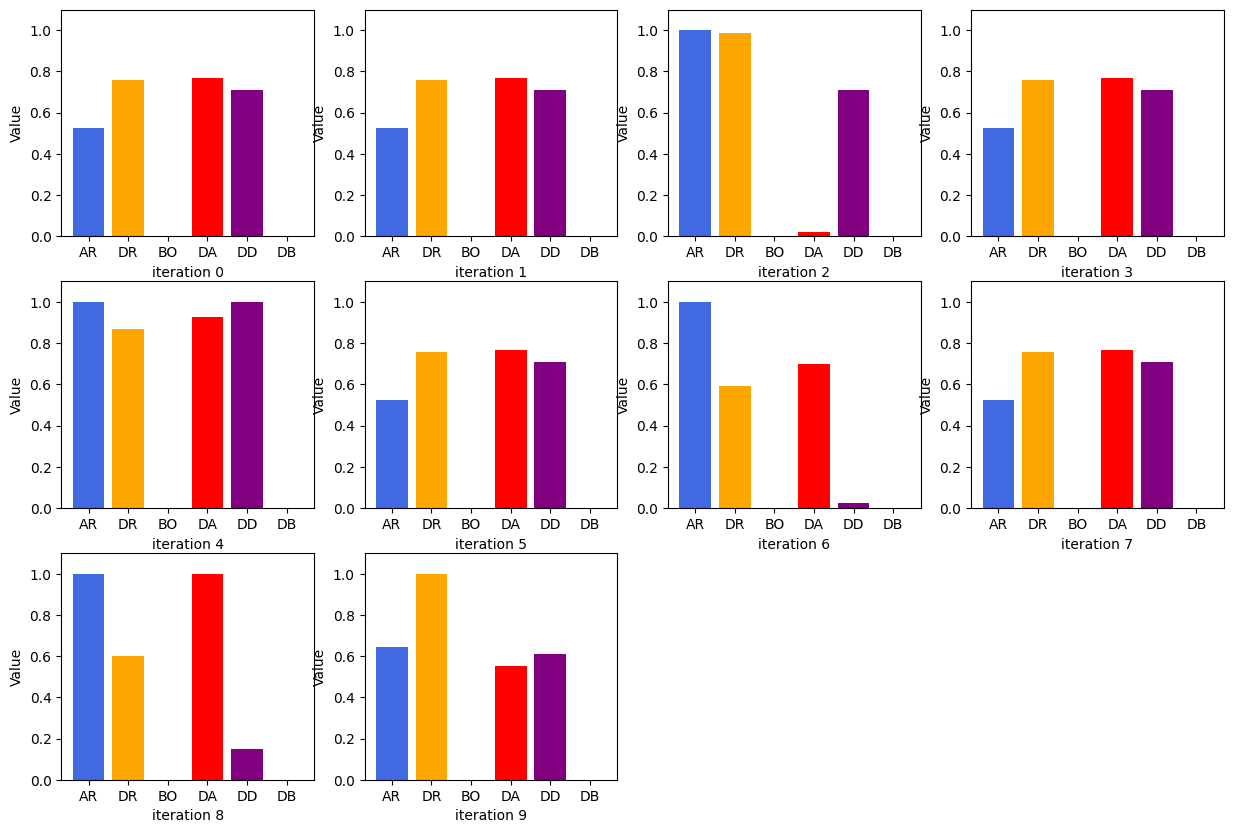 Value
1.0
0.8
0.6
0.4
0.2
0.0
AR DR BO DA DD DB
iteration 0
Value
1.0
0.8
0.6
0.4
0.2
0.0
AR DR BO DA DD DB
iteration 1
Value
1.0
0.8
0.6
0.4
0.2
0.0
AR DR BO DA DD DB
iteration 2
Value
1.0
0.8
0.6
0.4
0.2
0.0
AR DR BO DA DD DB
iteration 3
Value
1.0
0.8
0.6
0.4
0.2
0.0
AR DR BO DA DD DB
iteration 4
Value
1.0
0.8
0.6
0.4
0.2
0.0
AR DR BO DA DD DB
iteration 5
Value
1.0
0.8
0.6
0.4
0.2
0.0
AR DR BO DA DD DB
iteration 6
Value
1.0
0.8
0.6
0.4
0.2
0.0
AR DR BO DA DD DB
iteration 7
Value
1.0
0.8
0.6
0.4
0.2
0.0
AR DR BO DA DD DB
iteration 8
Value
1.0
0.8
0.6
0.4
0.2
0.0
AR DR BO DA DD DB
iteration 9